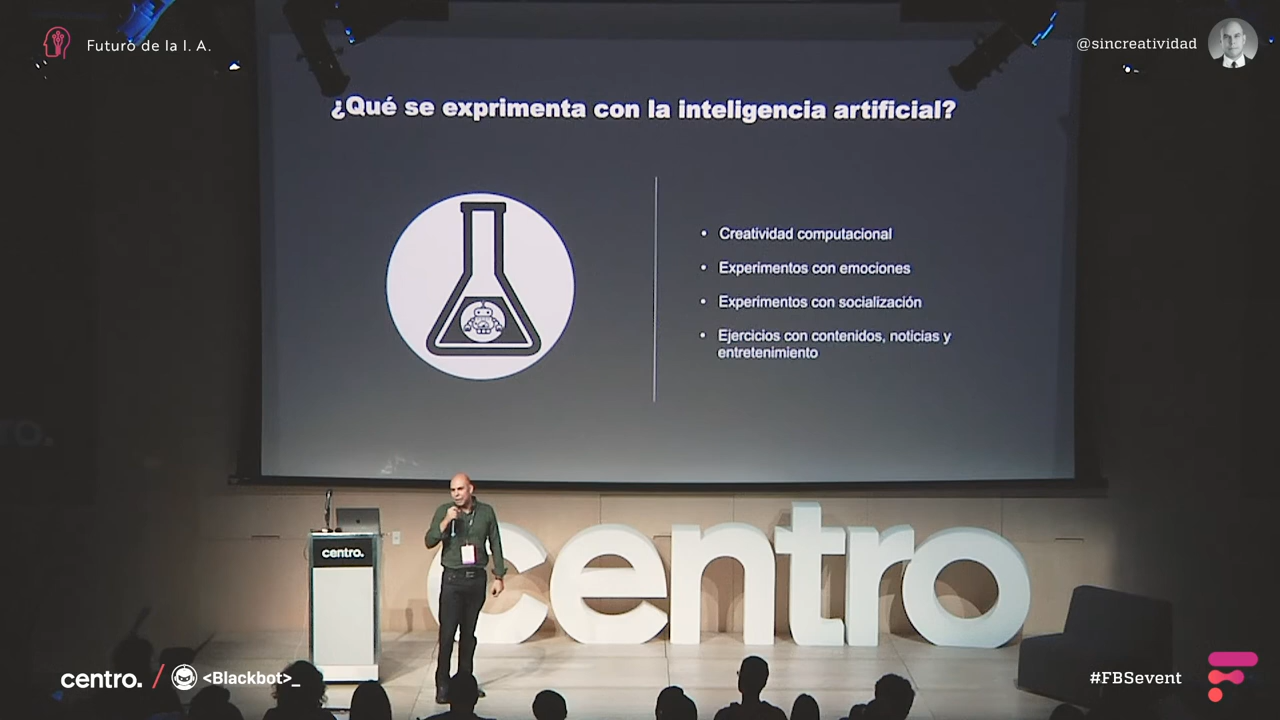 Futuro de la I. A.
@sincreatividad
¿Qué se exprimenta con la inteligencia artificial?
• Creatividad computacional
• Experimentos con emociones
• Experimentos con socialización
• Ejercicios con contenidos, noticias y
entretenimiento
centro.
centro
centro. / <Blackbot>_
#FBSevent
ro.